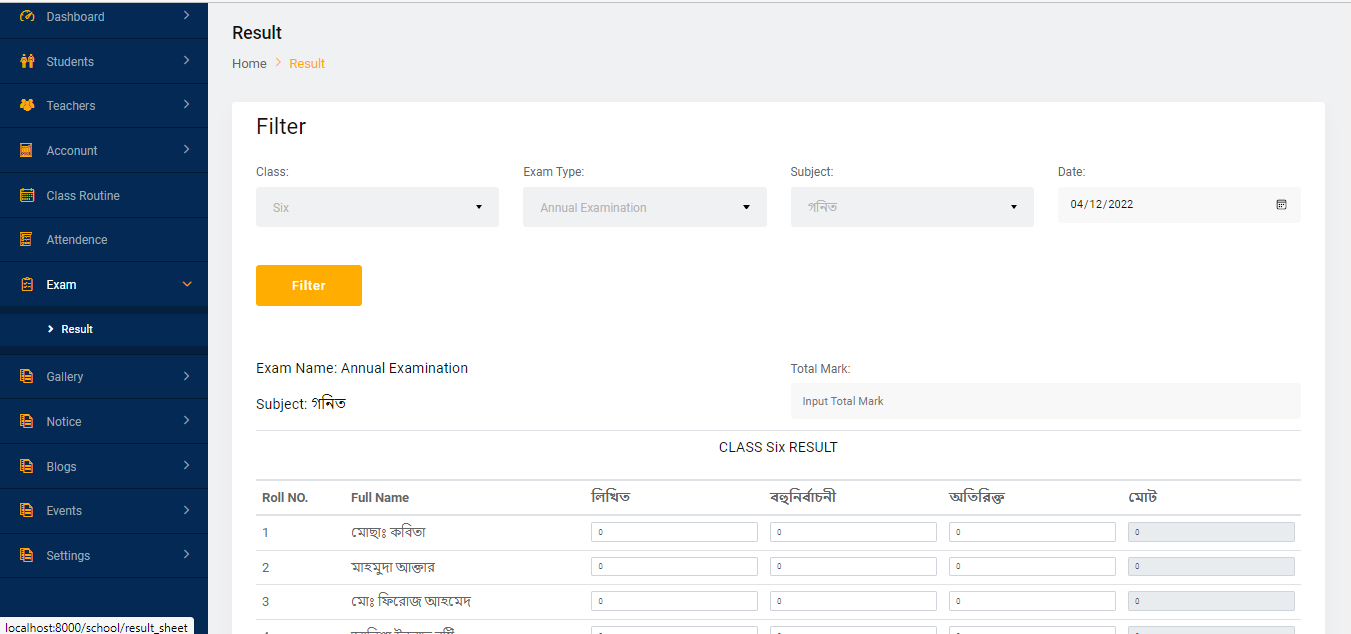 Dashboard
Students
Teachers
Acconunt
Class Routine
Attendence
Exam
Result
Gallery
Notice
Blogs
Events
Settings
localhost:8000/school/result_sheet
Result
Home > Result
Filter
Class: Exam Type: Subject: Date:
Six Annual Examination গনিত 04/12/2022
Filter
Exam Name: Annual Examination Total Mark:
Subject: গনিত Input Total Mark
CLASS Six RESULT
Roll NO. Full Name লিখিত বহুনির্বাচনী অতিরিক্ত মোট
1 মোছাঃ কবিতা 0 0 0 0
2 মাহমুদা আক্তার 0 0 0 0
3 মোঃ ফিরোজ আহমেদ 0 0 0 0